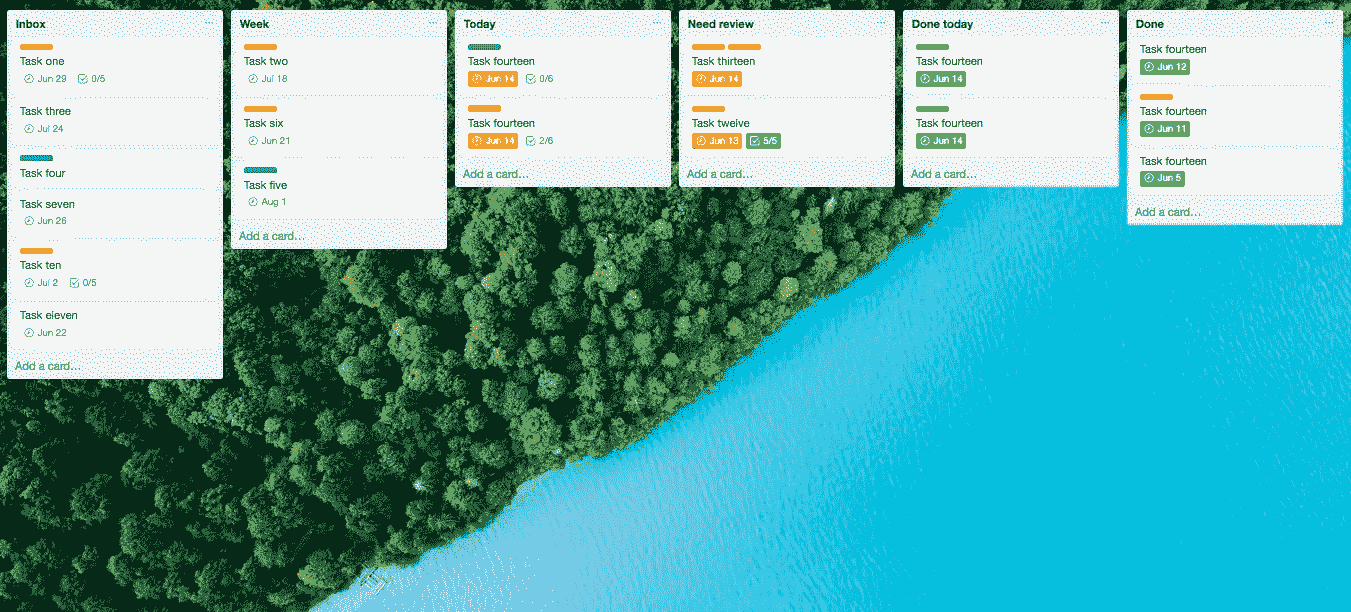 Inbox
Task one
Jun 29 0/5
Task three
Jul 24
Task four
Task seven
Jun 26
Task ten
Jul 2 0/5
Task eleven
Jun 22
Add a card...
Week
Task two
Jul 18
Task six
Jun 21
Task five
Aug 1
Add a card...
Today
Task fourteen
Jun 14 0/6
Task fourteen
Jun 14 2/6
Add a card...
Need review
Task thirteen
Jun 14
Task twelve
Jun 13 5/5
Add a card...
Done today
Task fourteen
Jun 14
Task fourteen
Jun 14
Add a card...
Done
Task fourteen
Jun 12
Task fourteen
Jun 11
Task fourteen
Jun 5
Add a card...